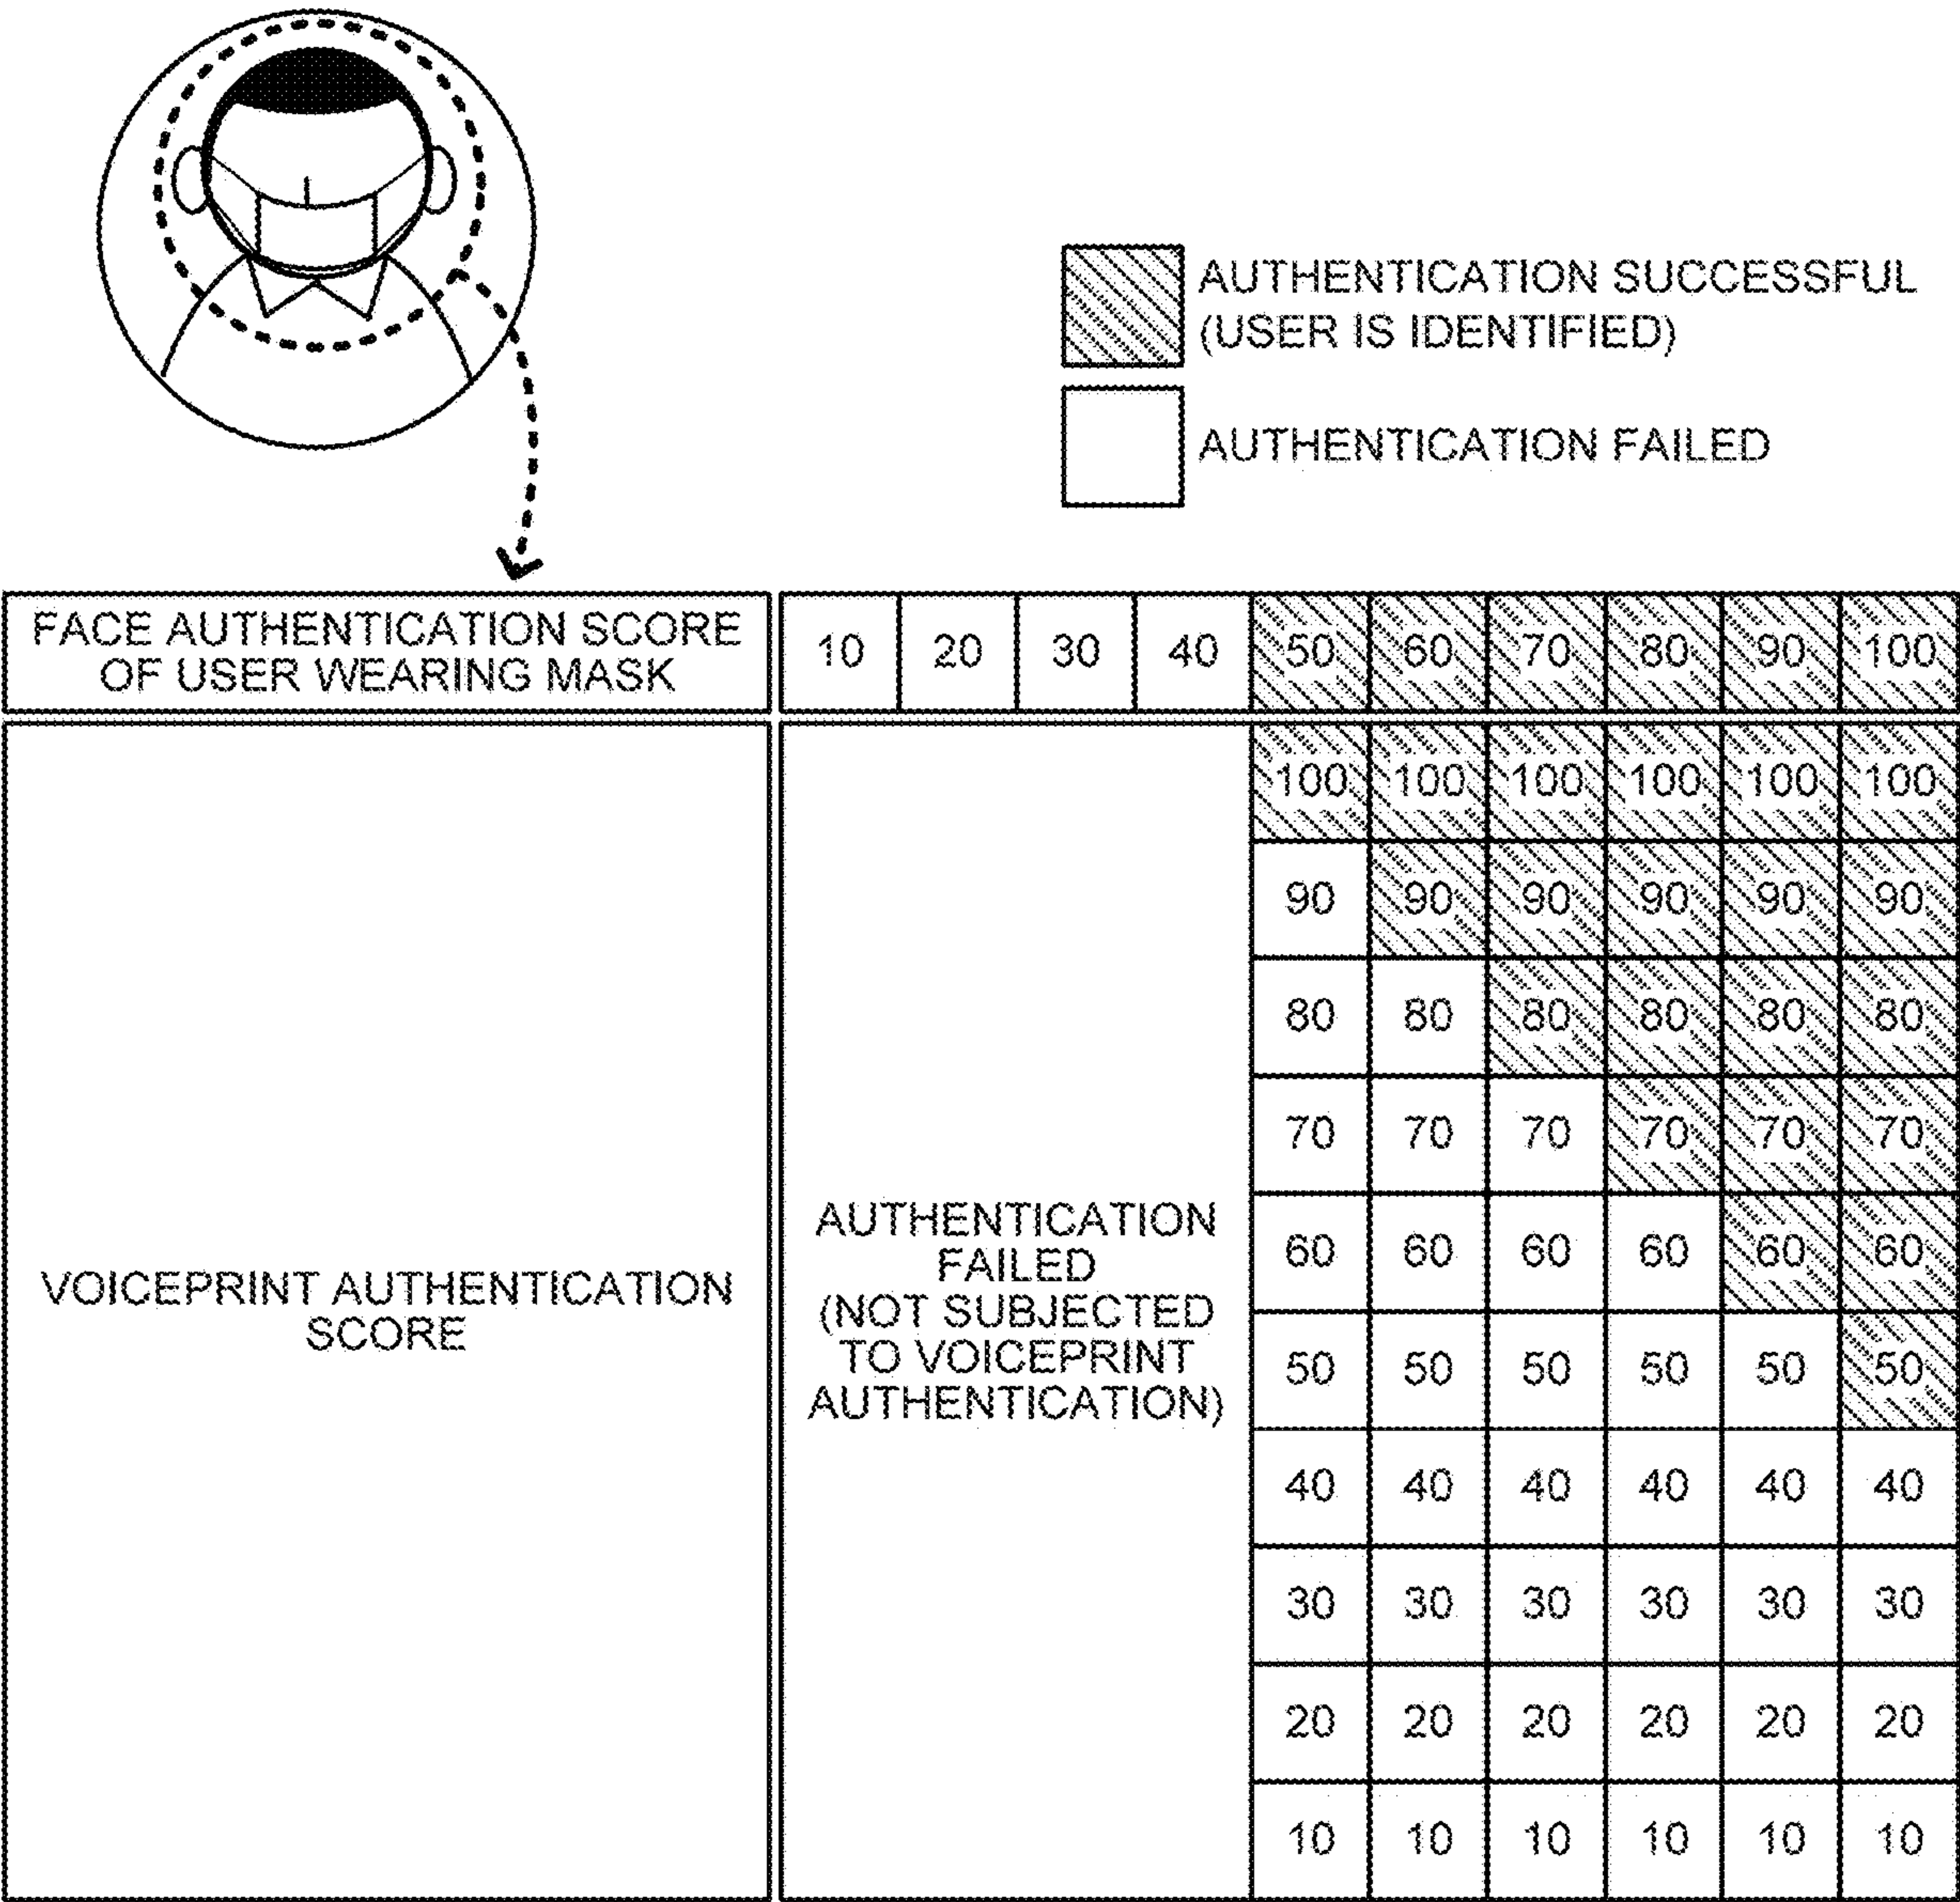 AUTHENTICATION SUCCESSFUL
(USER IS IDENTIFIED)
AUTHENTICATION FAILED
FACE AUTHENTICATION SCORE
OF USER WEARING MASK
10 20 30 40 50 60 70 80 90 100
VOICEPRINT AUTHENTICATION
SCORE
AUTHENTICATION
FAILED
(NOT SUBJECTED
TO VOICEPRINT
AUTHENTICATION)
100 100 100 100 100 100
90 90 90 90 90 90
80 80 80 80 80 80
70 70 70 70 70 70
60 60 60 60 60 60
50 50 50 50 50 50
40 40 40 40 40 40
30 30 30 30 30 30
20 20 20 20 20 20
10 10 10 10 10 10